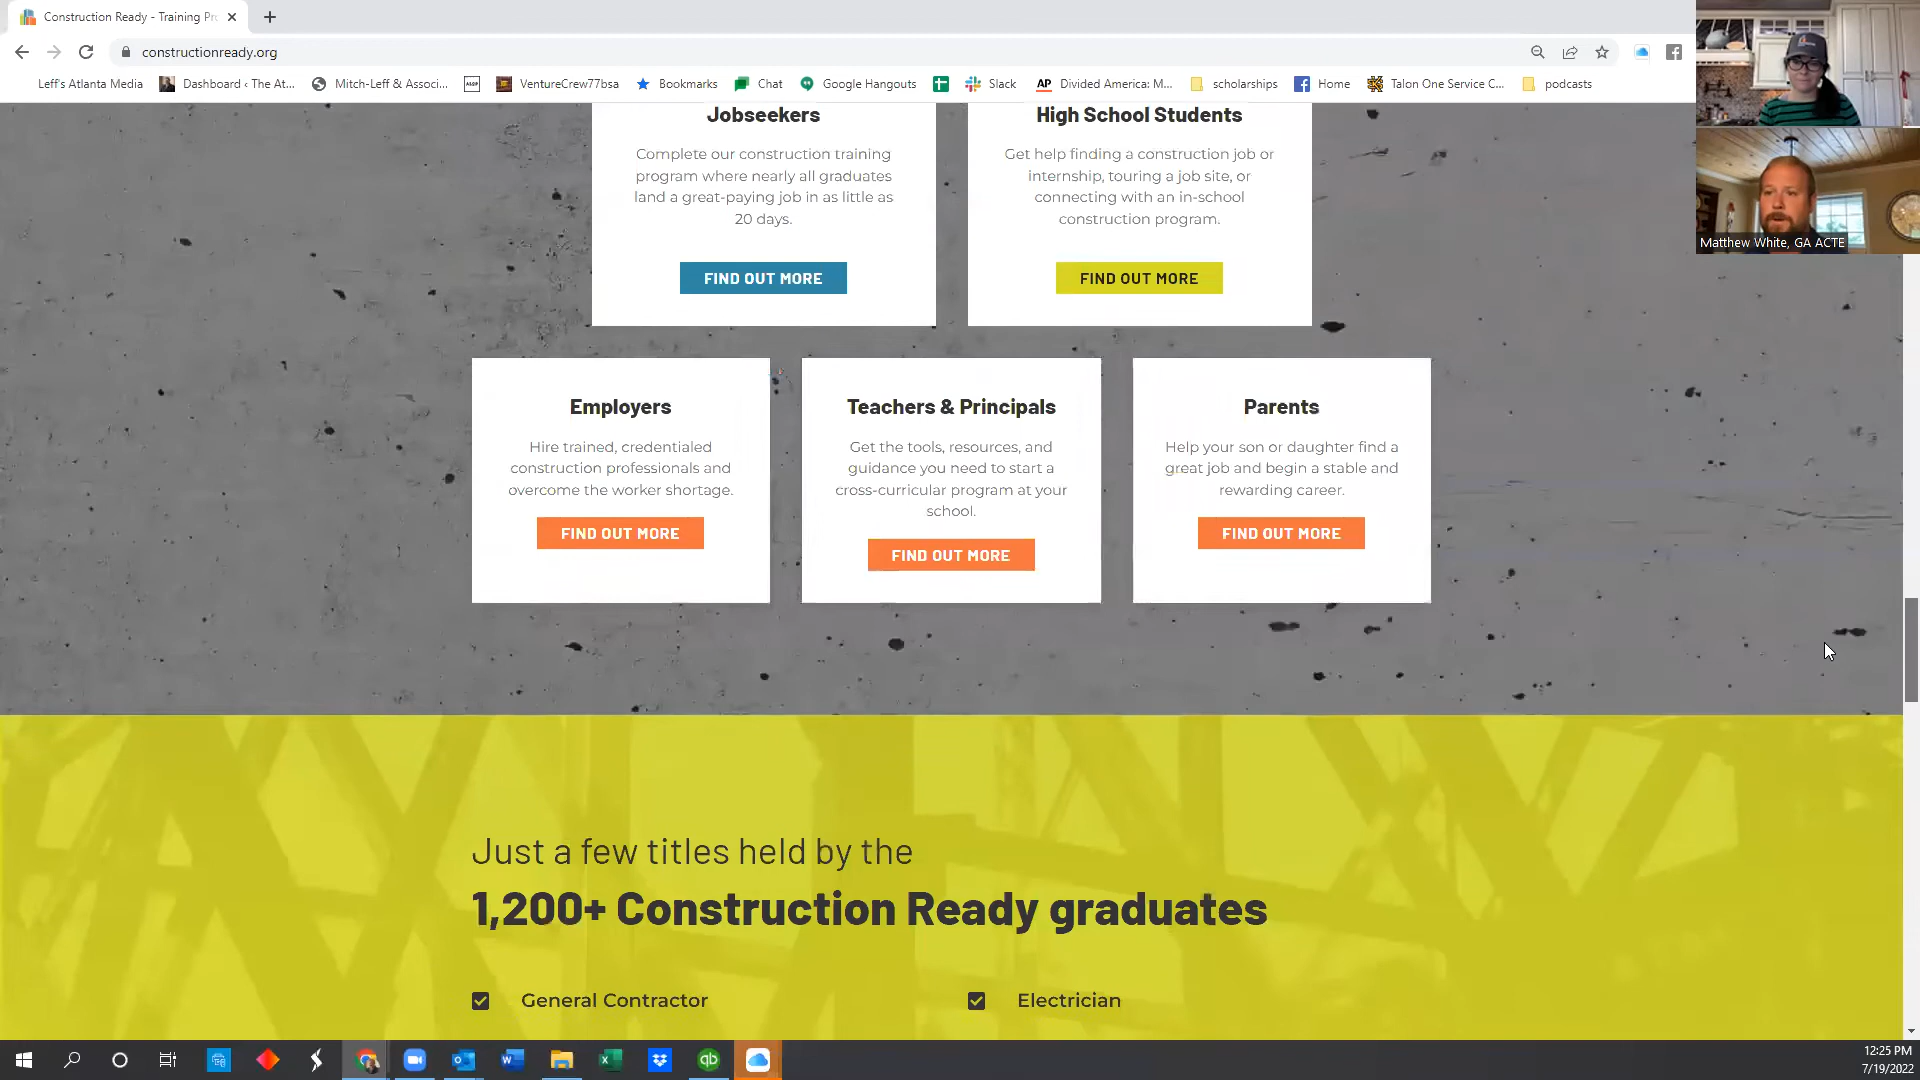 Construction Ready - Training Pr
constructionready.org
Leff's Atlanta Media
Dashboard ‹ The At...
Mitch-Leff & Associ...
VentureCrew77bsa
Bookmarks
Chat
Google Hangouts
Slack
AP
Divided America: M...
scholarships
Home
Talon One Service C...
podcasts
Matthew White, GA ACTE
Jobseekers
Complete our construction training
program where nearly all graduates
land a great-paying job in as little as
20 days.
FIND OUT MORE
High School Students
Get help finding a construction job or
internship, touring a job site, or
connecting with an in-school
construction program.
FIND OUT MORE
Employers
Hire trained, credentialed
construction professionals and
overcome the worker shortage.
FIND OUT MORE
Teachers & Principals
Get the tools, resources, and
guidance you need to start a
cross-curricular program at your
school.
FIND OUT MORE
Parents
Help your son or daughter find a
great job and begin a stable and
rewarding career.
FIND OUT MORE
Just a few titles held by the
1,200+ Construction Ready graduates
General Contractor
Electrician
12:25 PM
7/19/2022